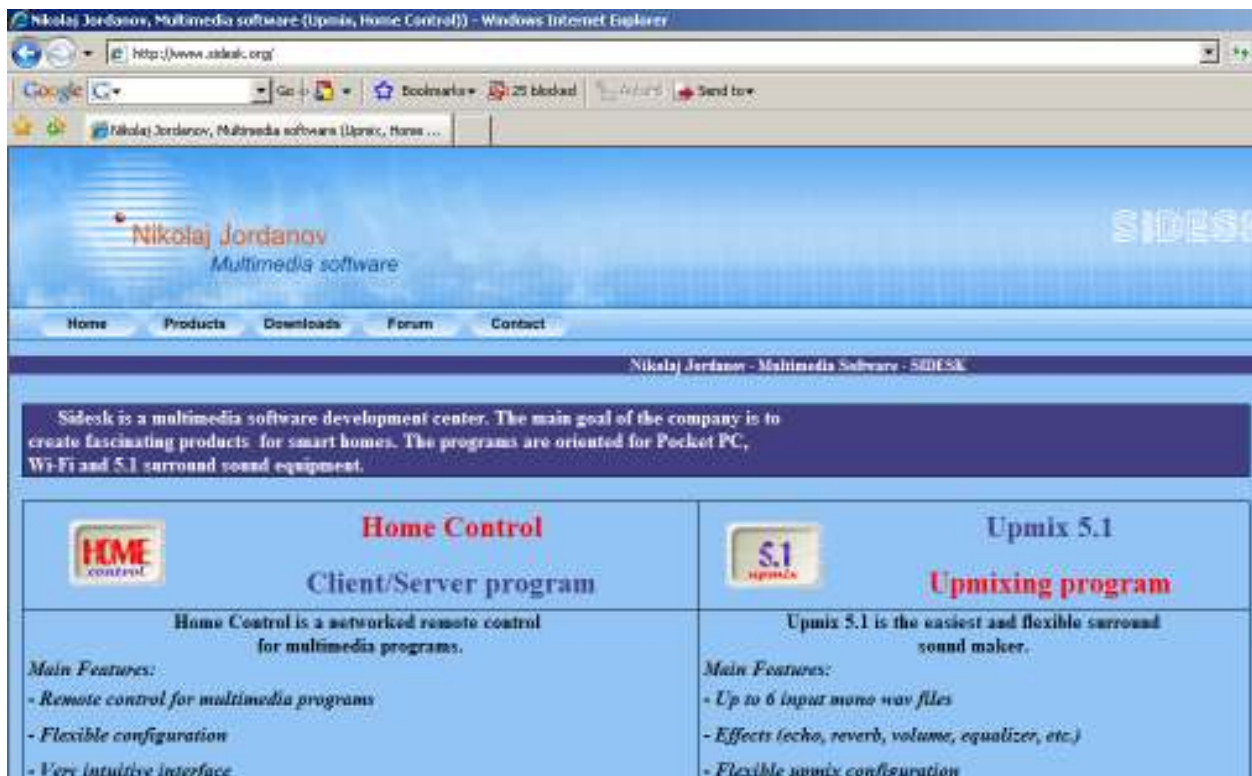 Nikolaj Jordanov, Multimedia software (Upmix, Home Control)) - Windows Internet Explorer
http://www.sidesk.org/
Google G Go Bookmarks 25 blocked Send to
Nikolaj Jordanov, Multimedia software (Upmix, Home ...
Nikolaj Jordanov
Multimedia software
SIDES
Home Products Downloads Forum Contact
Nikolaj Jordanov - Multimedia Software - SIDESK
Sidesk is a multimedia software development center. The main goal of the company is to
create fascinating products for smart homes. The programs are oriented for Pocket PC,
Wi-Fi and 5.1 surround sound equipment.
HOME
control
Home Control
Client/Server program
5.1
upmix
Upmix 5.1
Upmixing program
Home Control is a networked remote control
for multimedia programs.
Main Features:
- Remote control for multimedia programs
- Flexible configuration
- Very intuitive interface
Upmix 5.1 is the easiest and flexible surround
sound maker.
Main Features:
- Up to 6 input mono wav files
- Effects (echo, reverb, volume, equalizer, etc.)
- Flexible upmix configuration